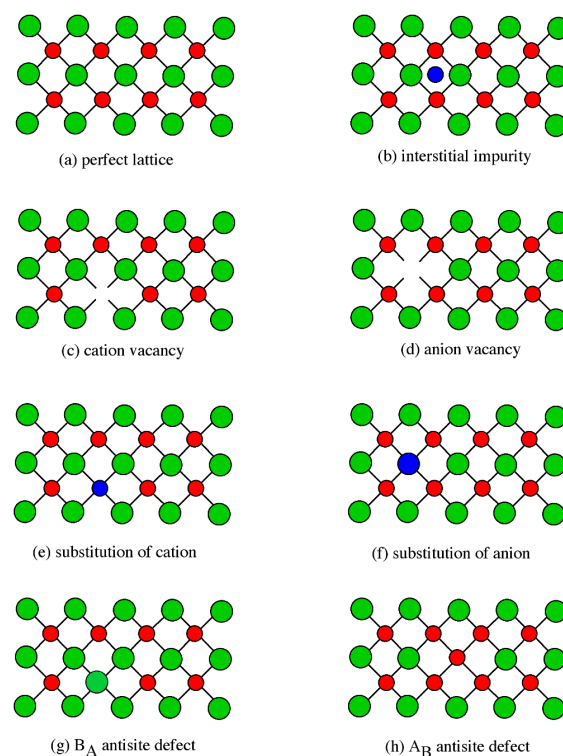 (a) perfect lattice
(b) interstitial impurity
(c) cation vacancy
(d) anion vacancy
(e) substitution of cation
(f) substitution of anion
(g) B_A antisite defect
(h) A_B antisite defect